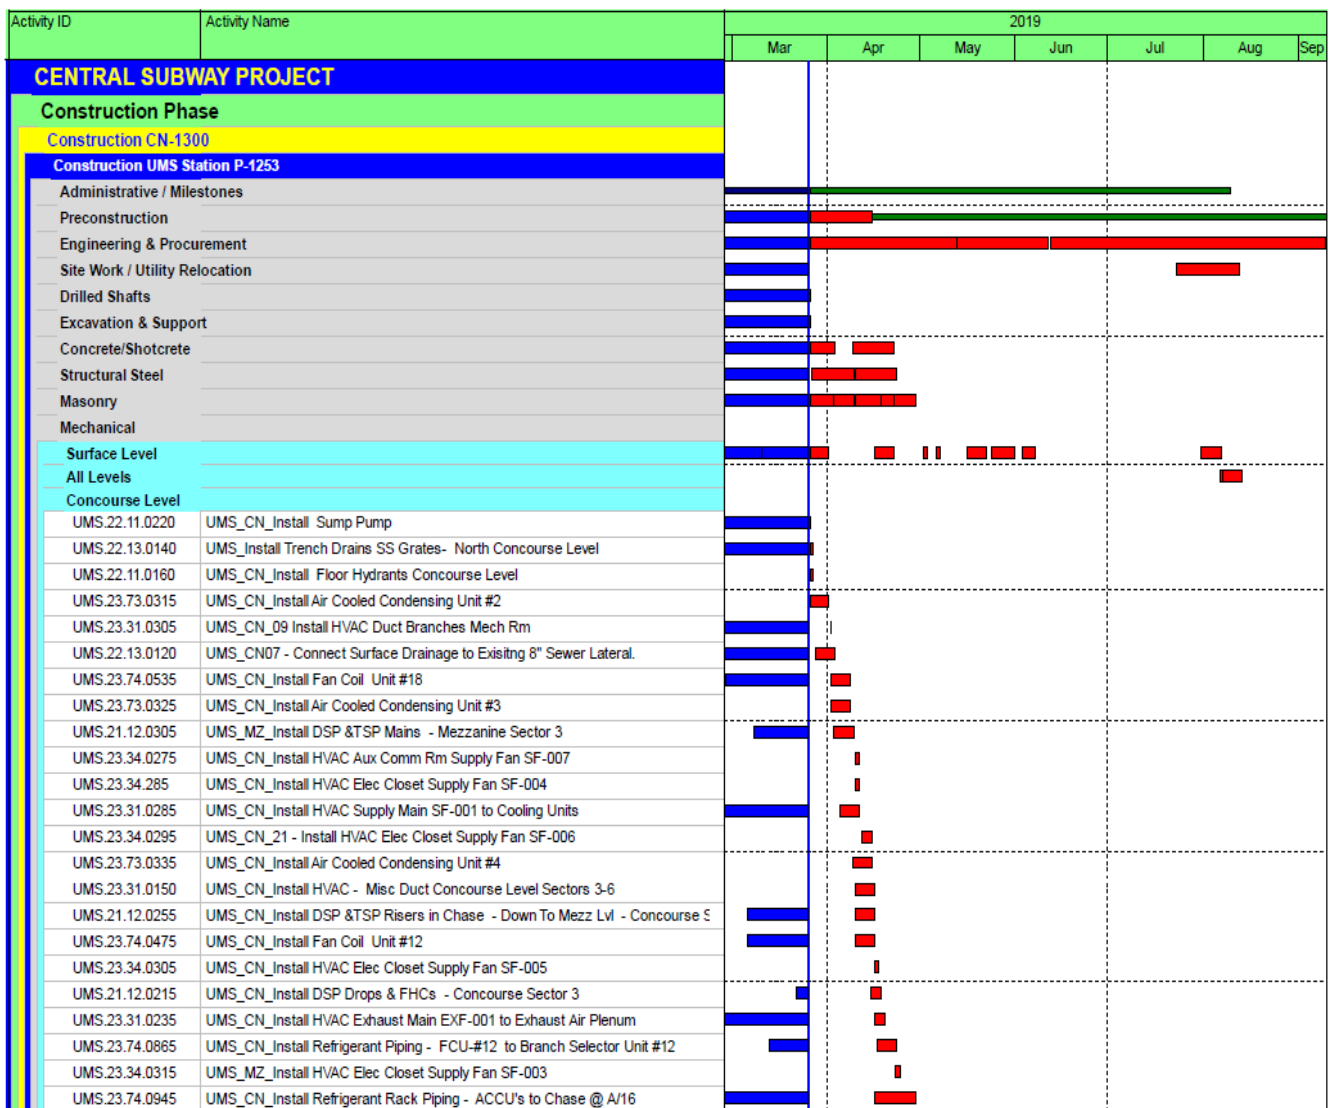 Activity ID Activity Name 2019
Mar Apr May Jun Jul Aug Sep
CENTRAL SUBWAY PROJECT
Construction Phase
Construction CN-1300
Construction UMS Station P-1253
Administrative / Milestones
Preconstruction
Engineering & Procurement
Site Work / Utility Relocation
Drilled Shafts
Excavation & Support
Concrete/Shotcrete
Structural Steel
Masonry
Mechanical
Surface Level
All Levels
Concourse Level
UMS.22.11.0220 UMS_CN_Install Sump Pump
UMS.22.13.0140 UMS_Install Trench Drains SS Grates- North Concourse Level
UMS.22.11.0160 UMS_CN_Install Floor Hydrants Concourse Level
UMS.23.73.0315 UMS_CN_Install Air Cooled Condensing Unit #2
UMS.23.31.0305 UMS_CN_09 Install HVAC Duct Branches Mech Rm
UMS.22.13.0120 UMS_CN07 - Connect Surface Drainage to Exisitng 8" Sewer Lateral.
UMS.23.74.0535 UMS_CN_Install Fan Coil Unit #18
UMS.23.73.0325 UMS_CN_Install Air Cooled Condensing Unit #3
UMS.21.12.0305 UMS_MZ_Install DSP &TSP Mains - Mezzanine Sector 3
UMS.23.34.0275 UMS_CN_Install HVAC Aux Comm Rm Supply Fan SF-007
UMS.23.34.285 UMS_CN_Install HVAC Elec Closet Supply Fan SF-004
UMS.23.31.0285 UMS_CN_Install HVAC Supply Main SF-001 to Cooling Units
UMS.23.34.0295 UMS_CN_21 - Install HVAC Elec Closet Supply Fan SF-006
UMS.23.73.0335 UMS_CN_Install Air Cooled Condensing Unit #4
UMS.23.31.0150 UMS_CN_Install HVAC - Misc Duct Concourse Level Sectors 3-6
UMS.21.12.0255 UMS_CN_Install DSP &TSP Risers in Chase - Down To Mezz Lvl - Concourse S
UMS.23.74.0475 UMS_CN_Install Fan Coil Unit #12
UMS.23.34.0305 UMS_CN_Install HVAC Elec Closet Supply Fan SF-005
UMS.21.12.0215 UMS_CN_Install DSP Drops & FHCs - Concourse Sector 3
UMS.23.31.0235 UMS_CN_Install HVAC Exhaust Main EXF-001 to Exhaust Air Plenum
UMS.23.74.0865 UMS_CN_Install Refrigerant Piping - FCU-#12 to Branch Selector Unit #12
UMS.23.34.0315 UMS_MZ_Install HVAC Elec Closet Supply Fan SF-003
UMS.23.74.0945 UMS_CN_Install Refrigerant Rack Piping - ACCU's to Chase @ A/16